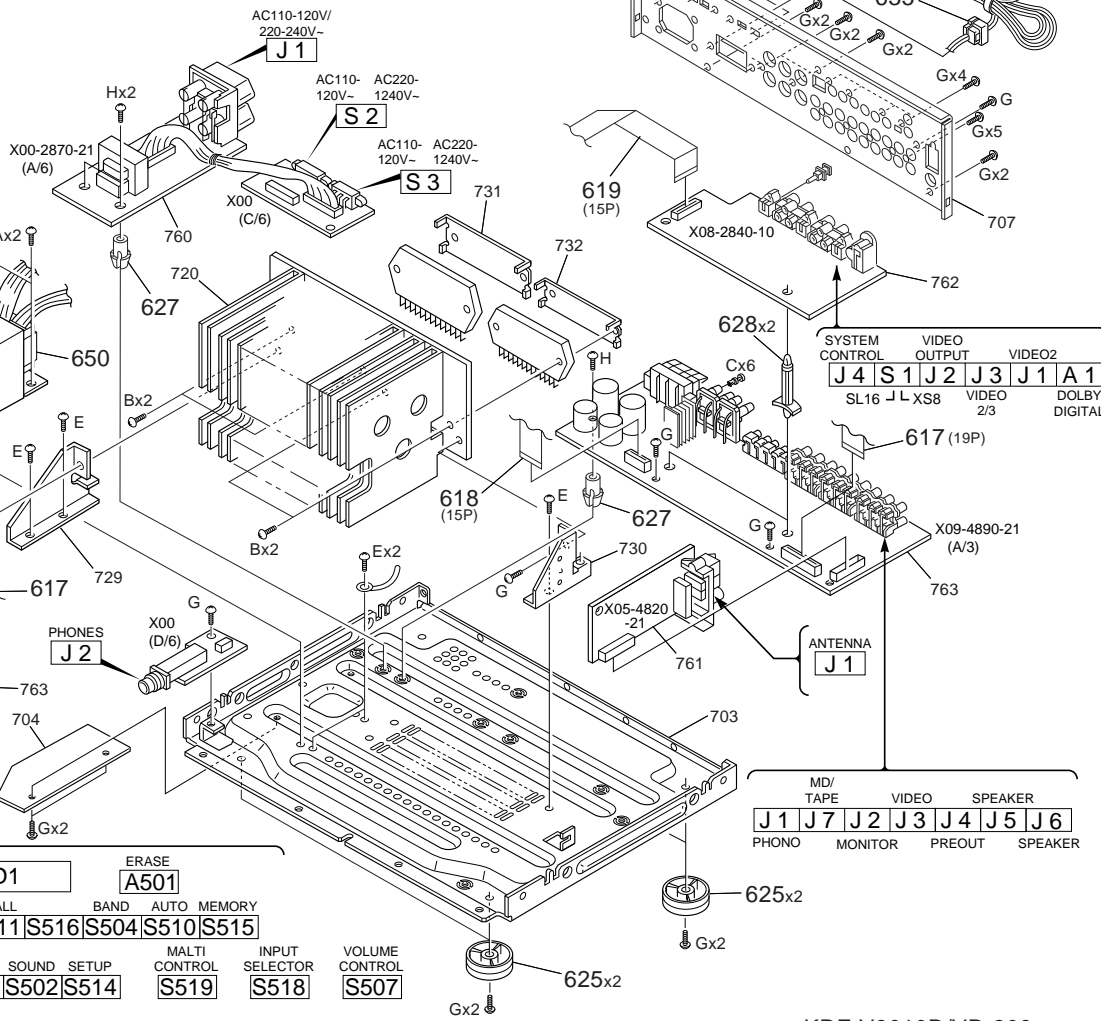 AC110-120V/
220-240V~
J 1
Hx2
AC110- AC220-
120V~ 1240V~
S 2
AC110- AC220-
120V~ 1240V~
S 3
X00-2870-21
(A/6)
X00
(C/6)
760
627
Gx2
Gx2
Gx2
Gx4
G
Gx5
Gx2
707
619
(15P)
X08-2840-10
762
731
732
720
650
Bx2
E
E
628x2
SYSTEM
CONTROL
VIDEO
OUTPUT
VIDEO2
J 4 S 1 J 2 J 3 J 1 A 1
SL16 XS8
VIDEO
2/3
DOLBY
DIGITAL
H
Cx6
G
617 (19P)
618
(15P)
627
E
G
X09-4890-21
(A/3)
763
Bx2
Ex2
G
730
729
617
X05-4820
-21
761
ANTENNA
J 1
G
X00
(D/6)
PHONES
J 2
763
704
703
Gx2
MD/
TAPE
VIDEO
SPEAKER
J 1 J 7 J 2 J 3 J 4 J 5 J 6
PHONO
MONITOR
PREOUT
SPEAKER
625x2
Gx2
625x2
Gx2
ERASE
A501
BAND AUTO MEMORY
S516 S504 S510 S515
SOUND SETUP
S502 S514
MALTI
CONTROL
S519
INPUT
SELECTOR
S518
VOLUME
CONTROL
S507